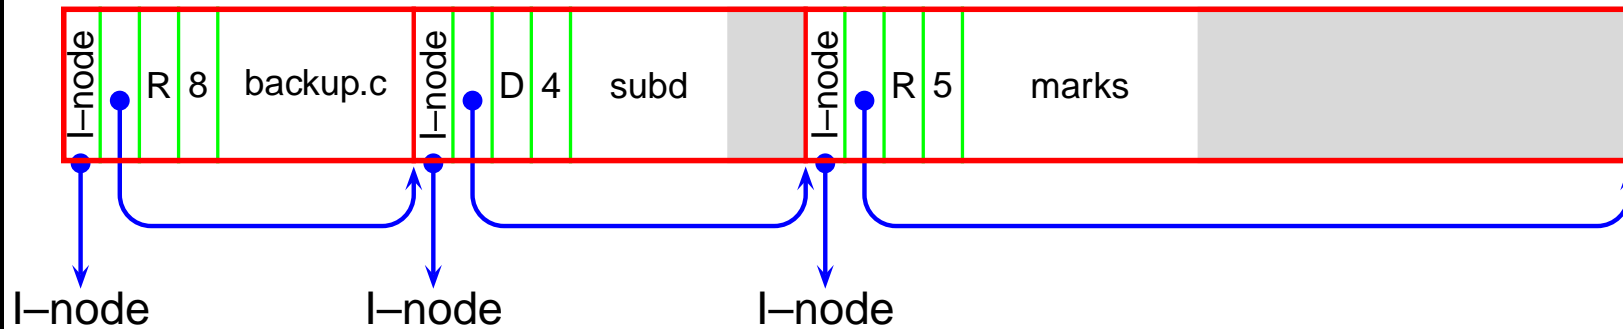 I–node R 8 backup.c I–node D 4 subd I–node R 5 marks
I–node I–node I–node